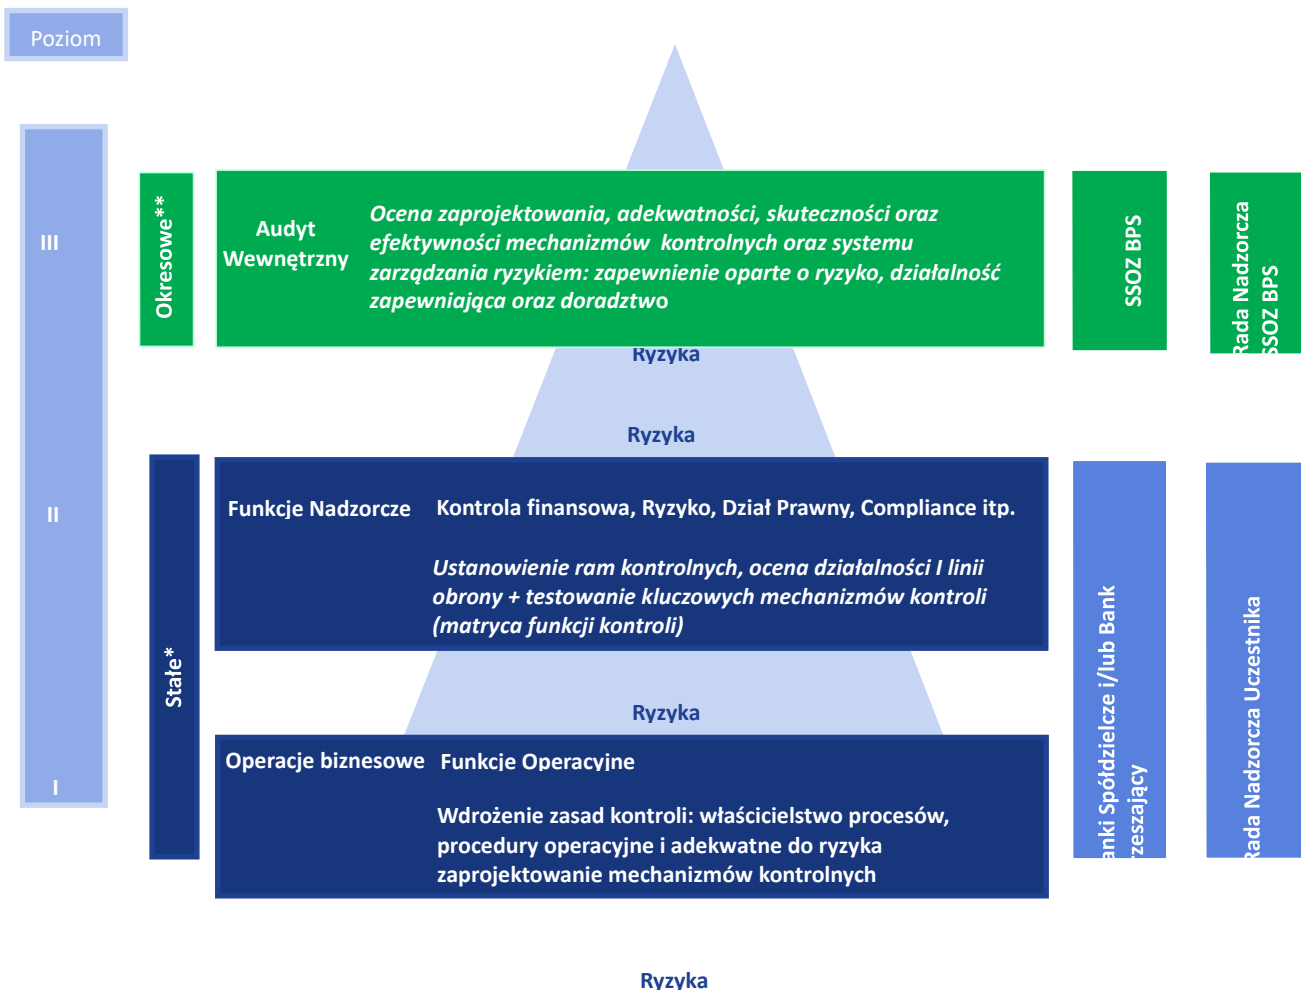 Poziom
III
Okresowe**
Audyt
Wewnętrzny
Ocena zaprojektowania, adekwatności, skuteczności oraz
efektywności mechanizmów kontrolnych oraz systemu
zarządzania ryzykiem: zapewnienie oparte o ryzyko, działalność
zapewniająca oraz doradztwo
SSOZ BPS
Rada Nadzorcza
SSOZ BPS
Ryzyka
Ryzyka
II
Stałe*
Funkcje Nadzorcze
Kontrola finansowa, Ryzyko, Dział Prawny, Compliance itp.
Ustanowienie ram kontrolnych, ocena działalności I linii
obrony + testowanie kluczowych mechanizmów kontroli
(matryca funkcji kontroli)
anki Spółdzielcze i/lub Bank
rzeszający
Rada Nadzorcza Uczestnika
Ryzyka
I
Operacje biznesowe
Funkcje Operacyjne
Wdrożenie zasad kontroli: właścicielstwo procesów,
procedury operacyjne i adekwatne do ryzyka
zaprojektowanie mechanizmów kontrolnych
Ryzyka